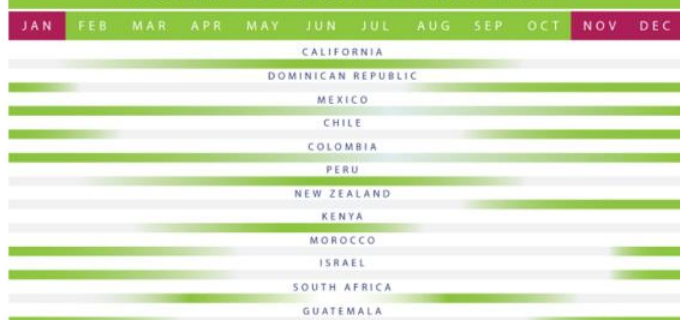 JAN FEB MAR APR MAY JUN JUL AUG SEP OCT NOV DEC
CALIFORNIA
DOMINICAN REPUBLIC
MEXICO
CHILE
COLOMBIA
PERU
NEW ZEALAND
KENYA
MOROCCO
ISRAEL
SOUTH AFRICA
GUATEMALA